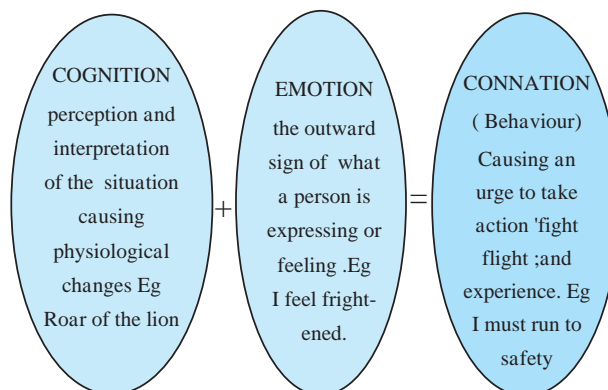 COGNITION
perception and
interpretation
of the situation
causing
physiological
changes Eg
Roar of the lion
+
EMOTION
the outward
sign of what
a person is
expressing or
feeling .Eg
I feel fright-
ened.
=
CONNATION
( Behaviour)
Causing an
urge to take
action 'fight
flight ;and
experience. Eg
I must run to
safety